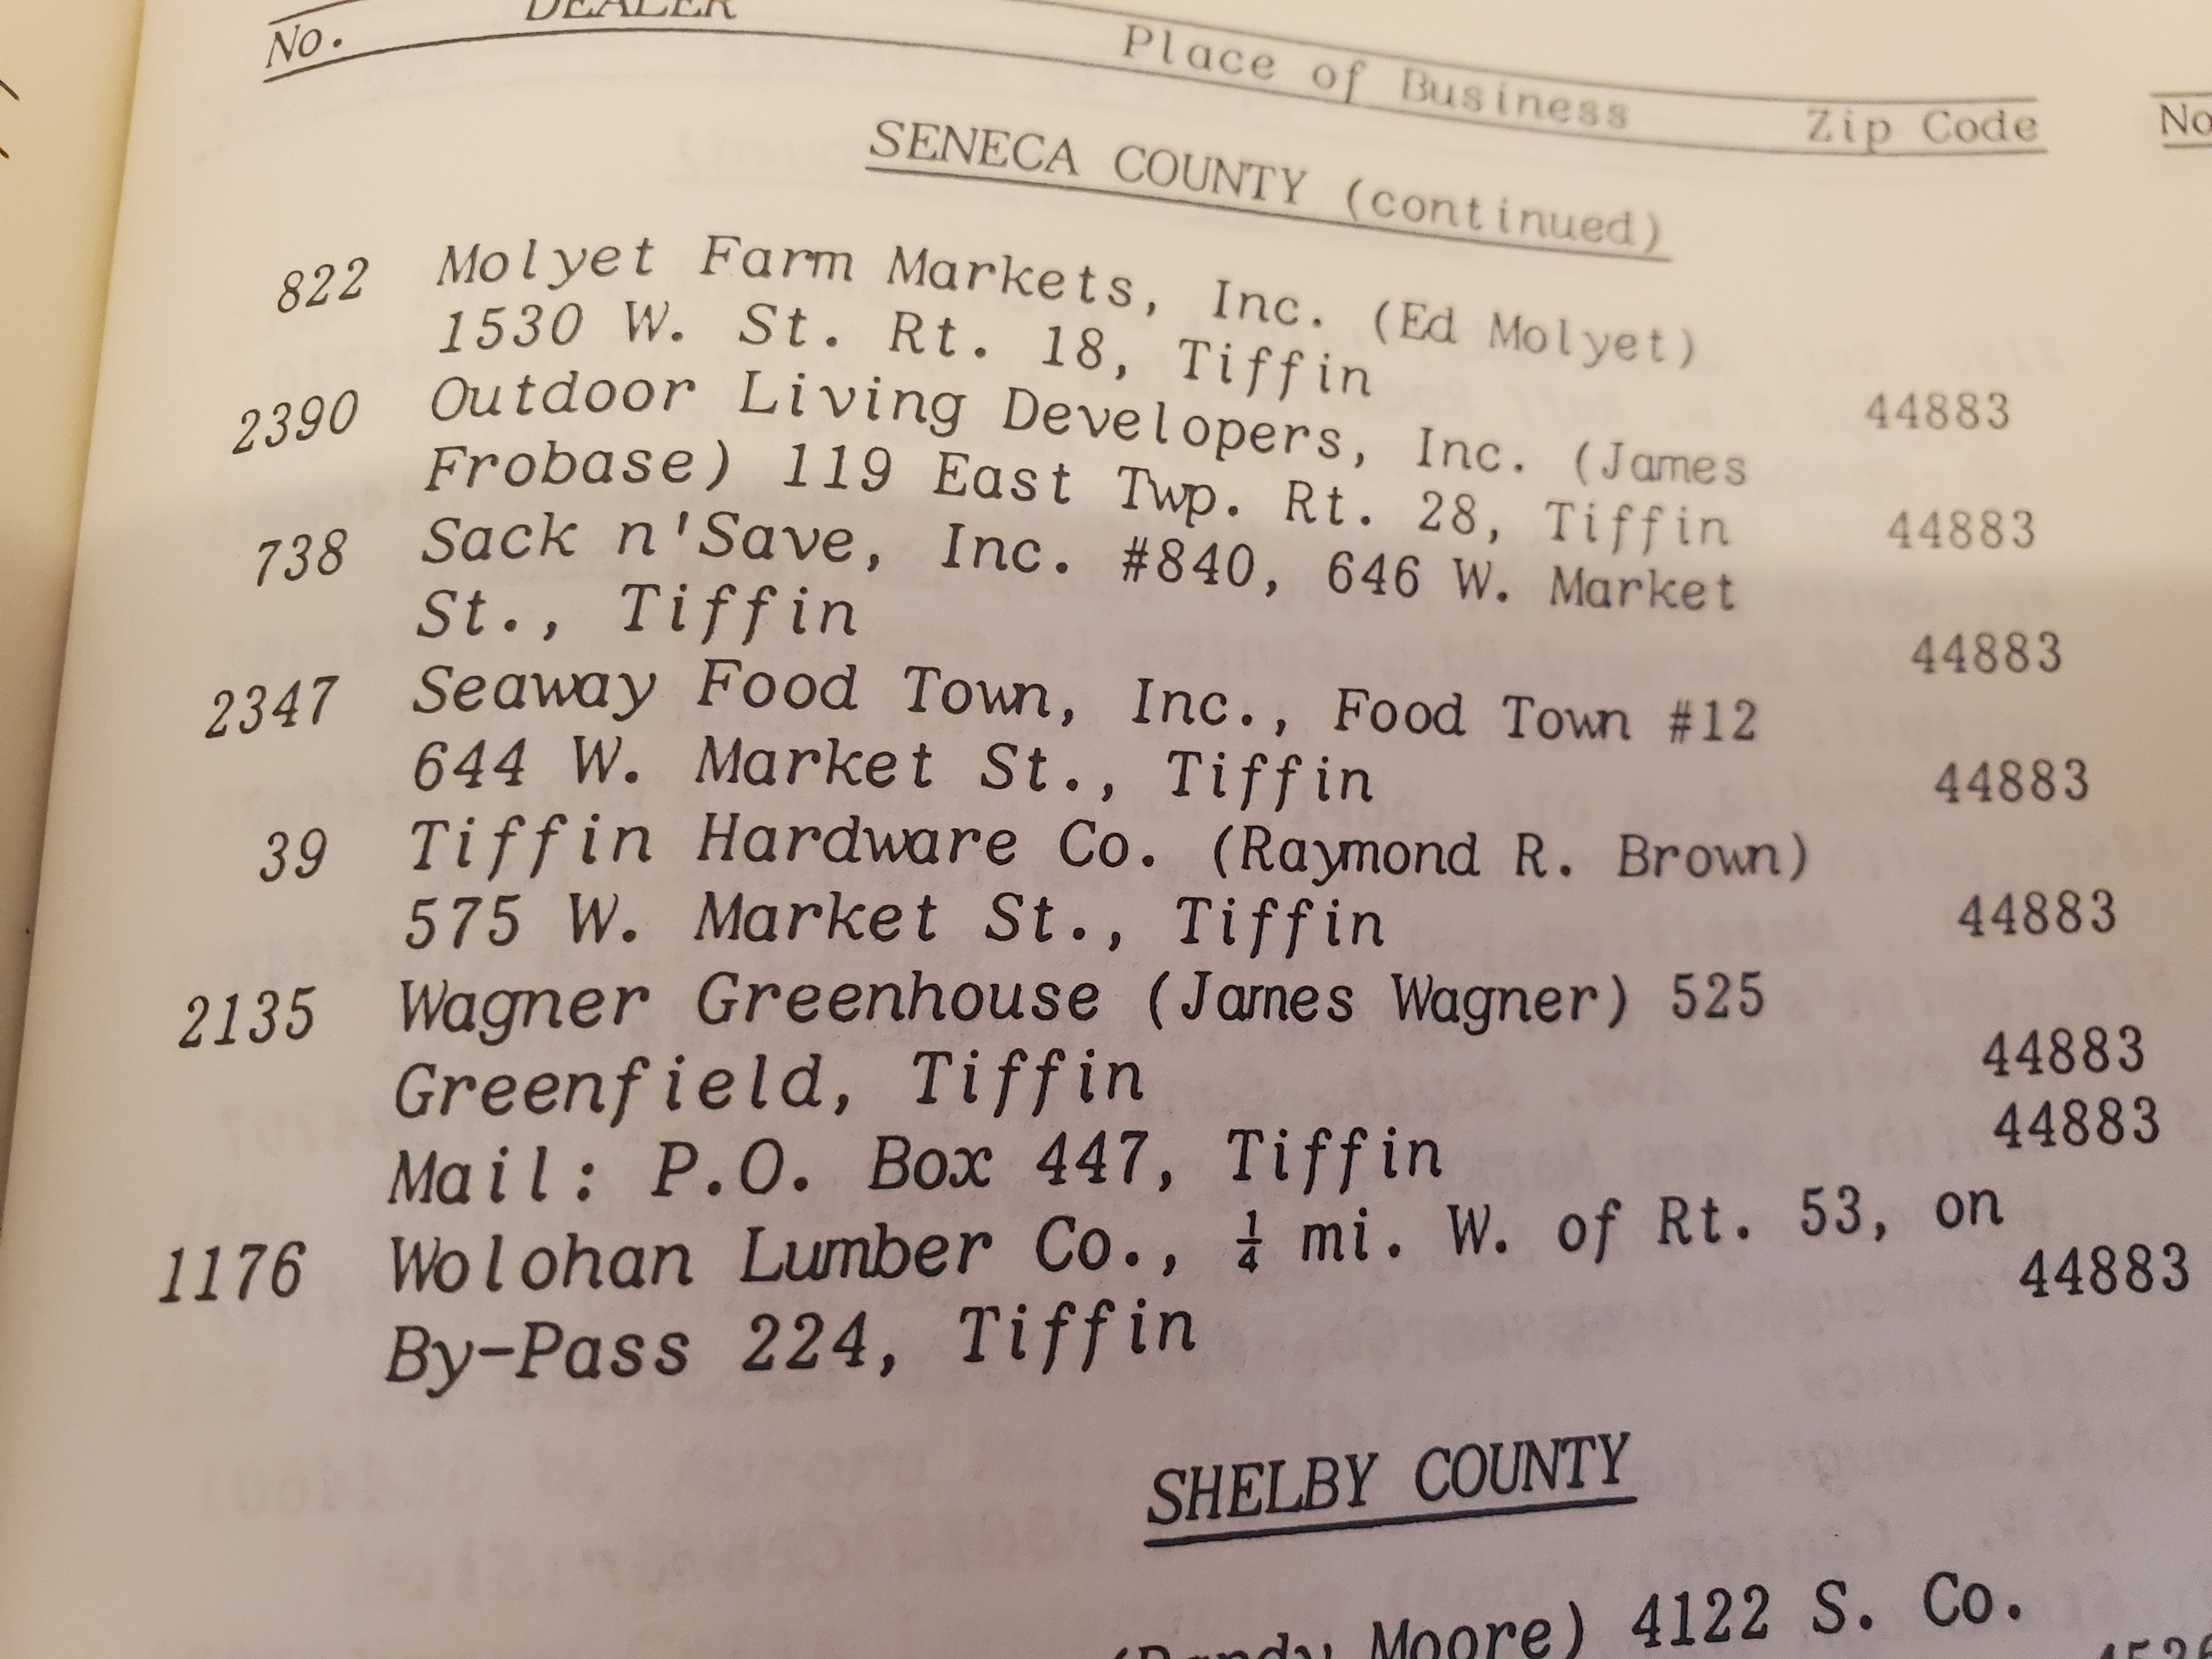 DEALER
No. Place of Business Zip Code No
SENECA COUNTY (continued)
822 Molyet Farm Markets, Inc. (Ed Molyet)
1530 W. St. Rt. 18, Tiffin 44883
2390 Outdoor Living Developers, Inc. (James
Frobase) 119 East Twp. Rt. 28, Tiffin 44883
738 Sack n'Save, Inc. #840, 646 W. Market
St., Tiffin 44883
2347 Seaway Food Town, Inc., Food Town #12
644 W. Market St., Tiffin 44883
39 Tiffin Hardware Co. (Raymond R. Brown)
575 W. Market St., Tiffin 44883
2135 Wagner Greenhouse (James Wagner) 525
Greenfield, Tiffin 44883
Mail: P.O. Box 447, Tiffin 44883
1176 Wolohan Lumber Co., ¼ mi. W. of Rt. 53, on
By-Pass 224, Tiffin 44883
SHELBY COUNTY
Moore) 4122 S. Co.